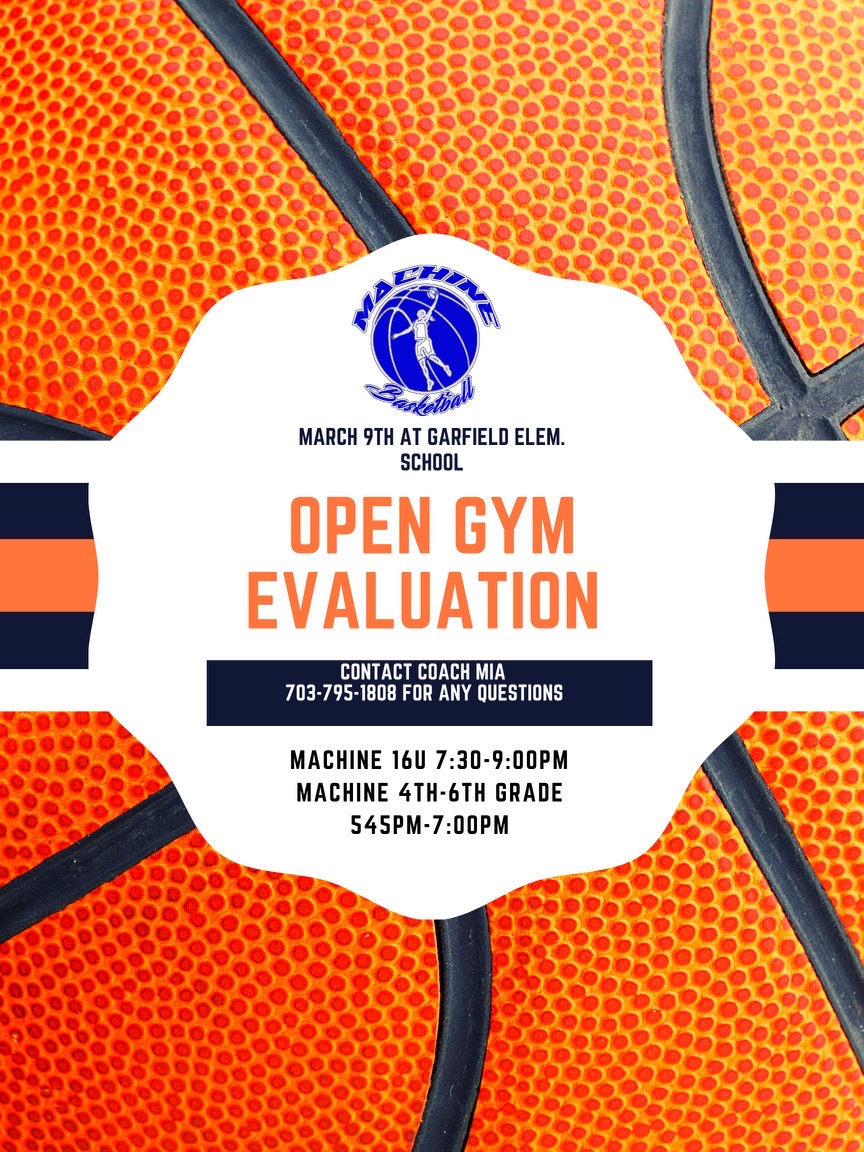 MACHINE
Basketball
MARCH 9TH AT GARFIELD ELEM.
SCHOOL
OPEN GYM
EVALUATION
CONTACT COACH MIA
703-795-1808 FOR ANY QUESTIONS
MACHINE 16U 7:30-9:00PM
MACHINE 4TH-6TH GRADE
545PM-7:00PM